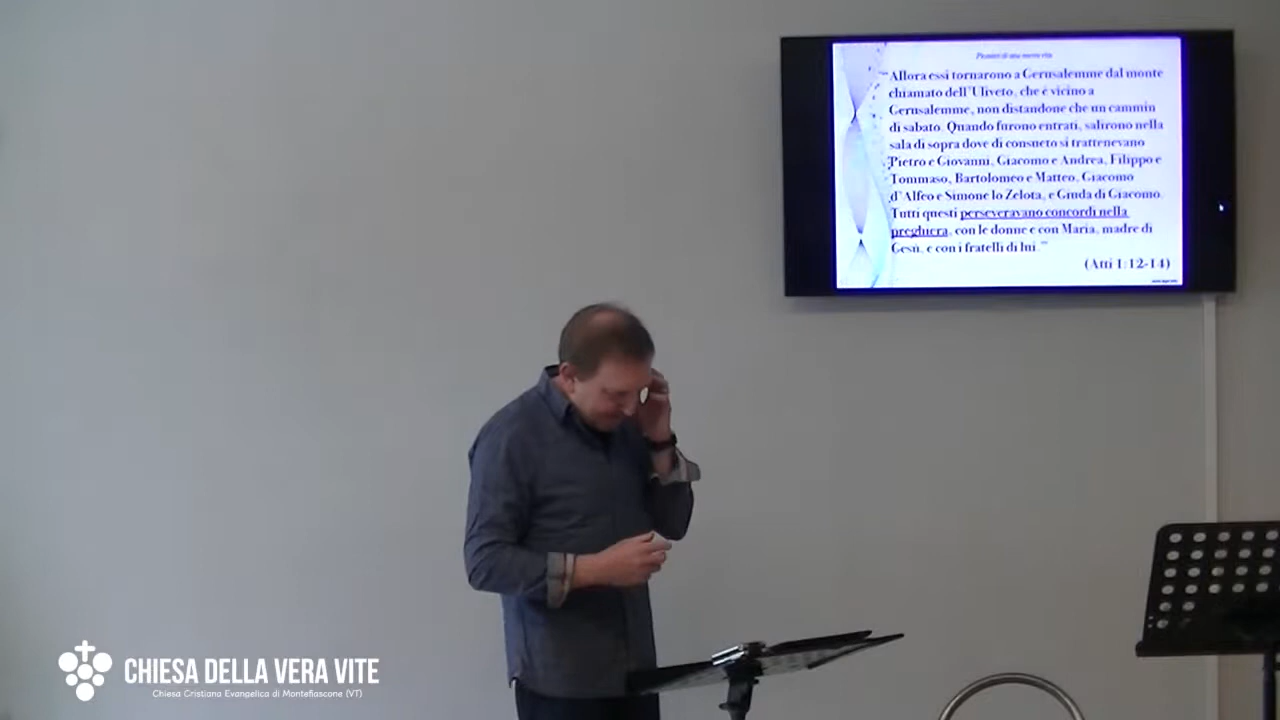 Pionieri di una nuova vita
"Allora essi tornarono a Gerusalemme dal monte
chiamato dell'Uliveto, che è vicino a
Gerusalemme, non distandone che un cammin
di sabato. Quando furono entrati, salirono nella
sala di sopra dove di consueto si trattenevano
Pietro e Giovanni, Giacomo e Andrea, Filippo e
Tommaso, Bartolomeo e Matteo, Giacomo
d'Alfeo e Simone lo Zelota, e Giuda di Giacomo.
Tutti questi perseveravano concordi nella
preghiera, con le donne e con Maria, madre di
Gesù, e con i fratelli di lui."
(Atti 1:12-14)
CHIESA DELLA VERA VITE
Chiesa Cristiana Evangelica di Montefiascone (VT)